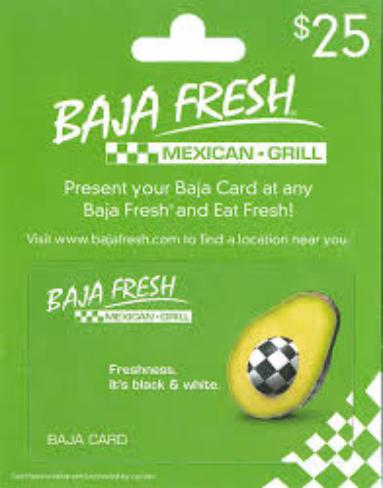 $25
BAJA FRESH®
MEXICAN • GRILL
Present your Baja Card at any
Baja Fresh® and Eat Fresh!
Visit www.bajafresh.com to find a location near you.
BAJA FRESH
MEXICAN • GRILL
Freshness.
It's black & white.
BAJA CARD